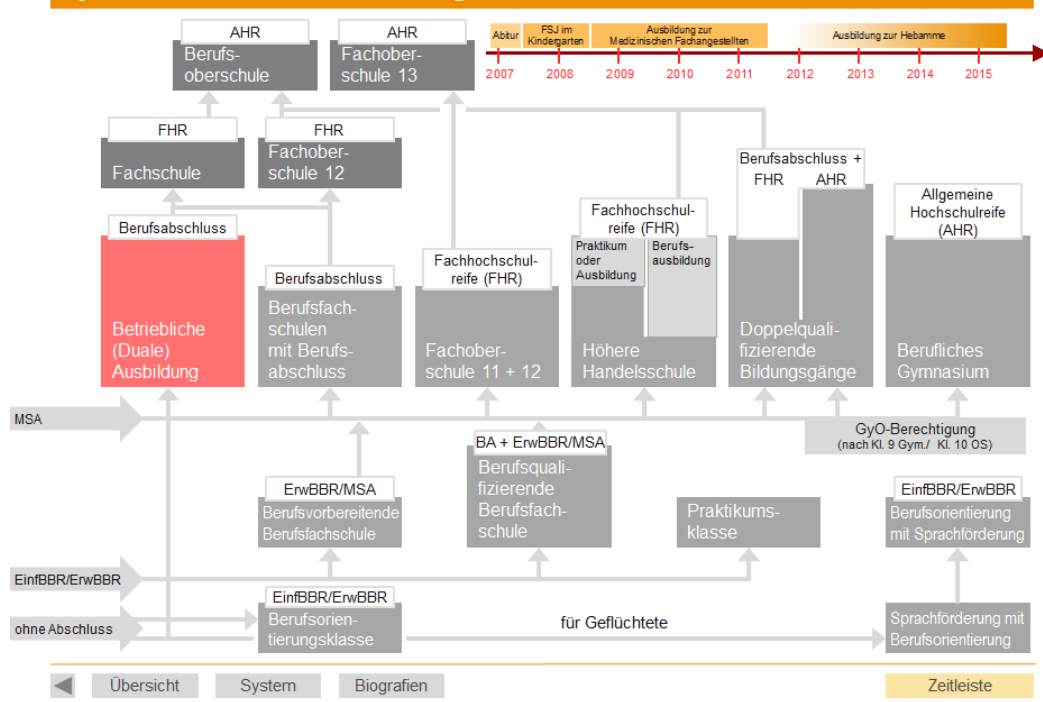 AHR
Berufs-
oberschule
AHR
Fachober-
schule 13
Abitur
FSJ im
Kindergarten
Ausbildung zur
Medizinischen Fachangestellten
Ausbildung zur Hebamme
2007
2008
2009
2010
2011
2012
2013
2014
2015
FHR
Fachschule
FHR
Fachober-
schule 12
Berufsabschluss +
FHR
AHR
Allgemeine
Hochschulreife
(AHR)
Berufsabschluss
Fachhochschul-
reife (FHR)
Praktikum
oder
Ausbildung
Berufs-
ausbildung
Fachhochschul-
reife (FHR)
Berufsabschluss
Betriebliche
(Duale)
Ausbildung
Berufsfach-
schulen
mit Berufs-
abschluss
Fachober-
schule 11 + 12
Höhere
Handelsschule
Doppelquali-
fizierende
Bildungsgänge
Berufliches
Gymnasium
MSA
GyO-Berechtigung
(nach Kl. 9 Gym./ Kl. 10 OS)
BA + ErwBBR/MSA
Berufsquali-
fizierende
Berufsfach-
schule
ErwBBR/MSA
Berufsvorbereitende
Berufsfachschule
Praktikums-
klasse
EinfBBR/ErwBBR
Berufsorientierung
mit Sprachförderung
EinfBBR/ErwBBR
EinfBBR/ErwBBR
Berufsorien-
tierungsklasse
ohne Abschluss
für Geflüchtete
Sprachförderung mit
Berufsorientierung
Übersicht
System
Biografien
Zeitleiste